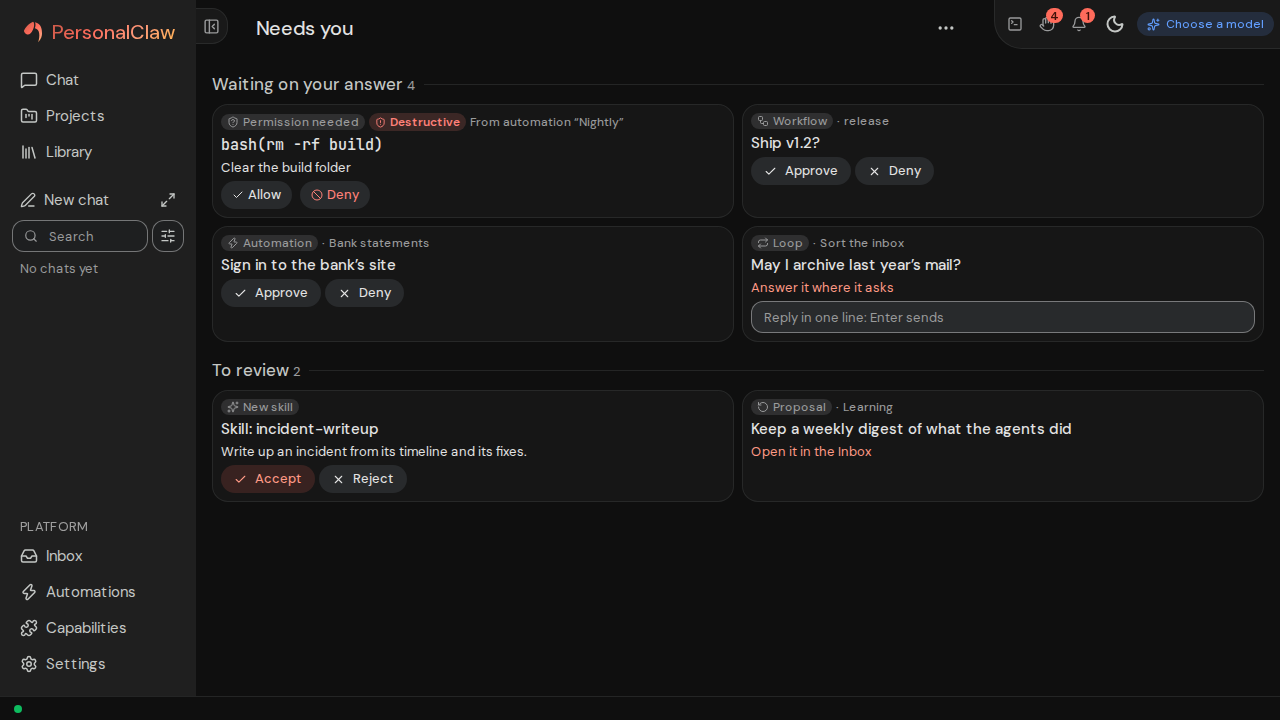 PersonalClaw
Chat
Projects
Library
New chat
Search
No chats yet
PLATFORM
Inbox
Automations
Capabilities
Settings
Needs you
4
1
Choose a model
Waiting on your answer 4
Permission needed Destructive From automation “Nightly”
bash(rm -rf build)
Clear the build folder
Allow Deny
Workflow · release
Ship v1.2?
Approve Deny
Automation · Bank statements
Sign in to the bank’s site
Approve Deny
Loop · Sort the inbox
May I archive last year’s mail?
Answer it where it asks
Reply in one line: Enter sends
To review 2
New skill
Skill: incident-writeup
Write up an incident from its timeline and its fixes.
Accept Reject
Proposal · Learning
Keep a weekly digest of what the agents did
Open it in the Inbox